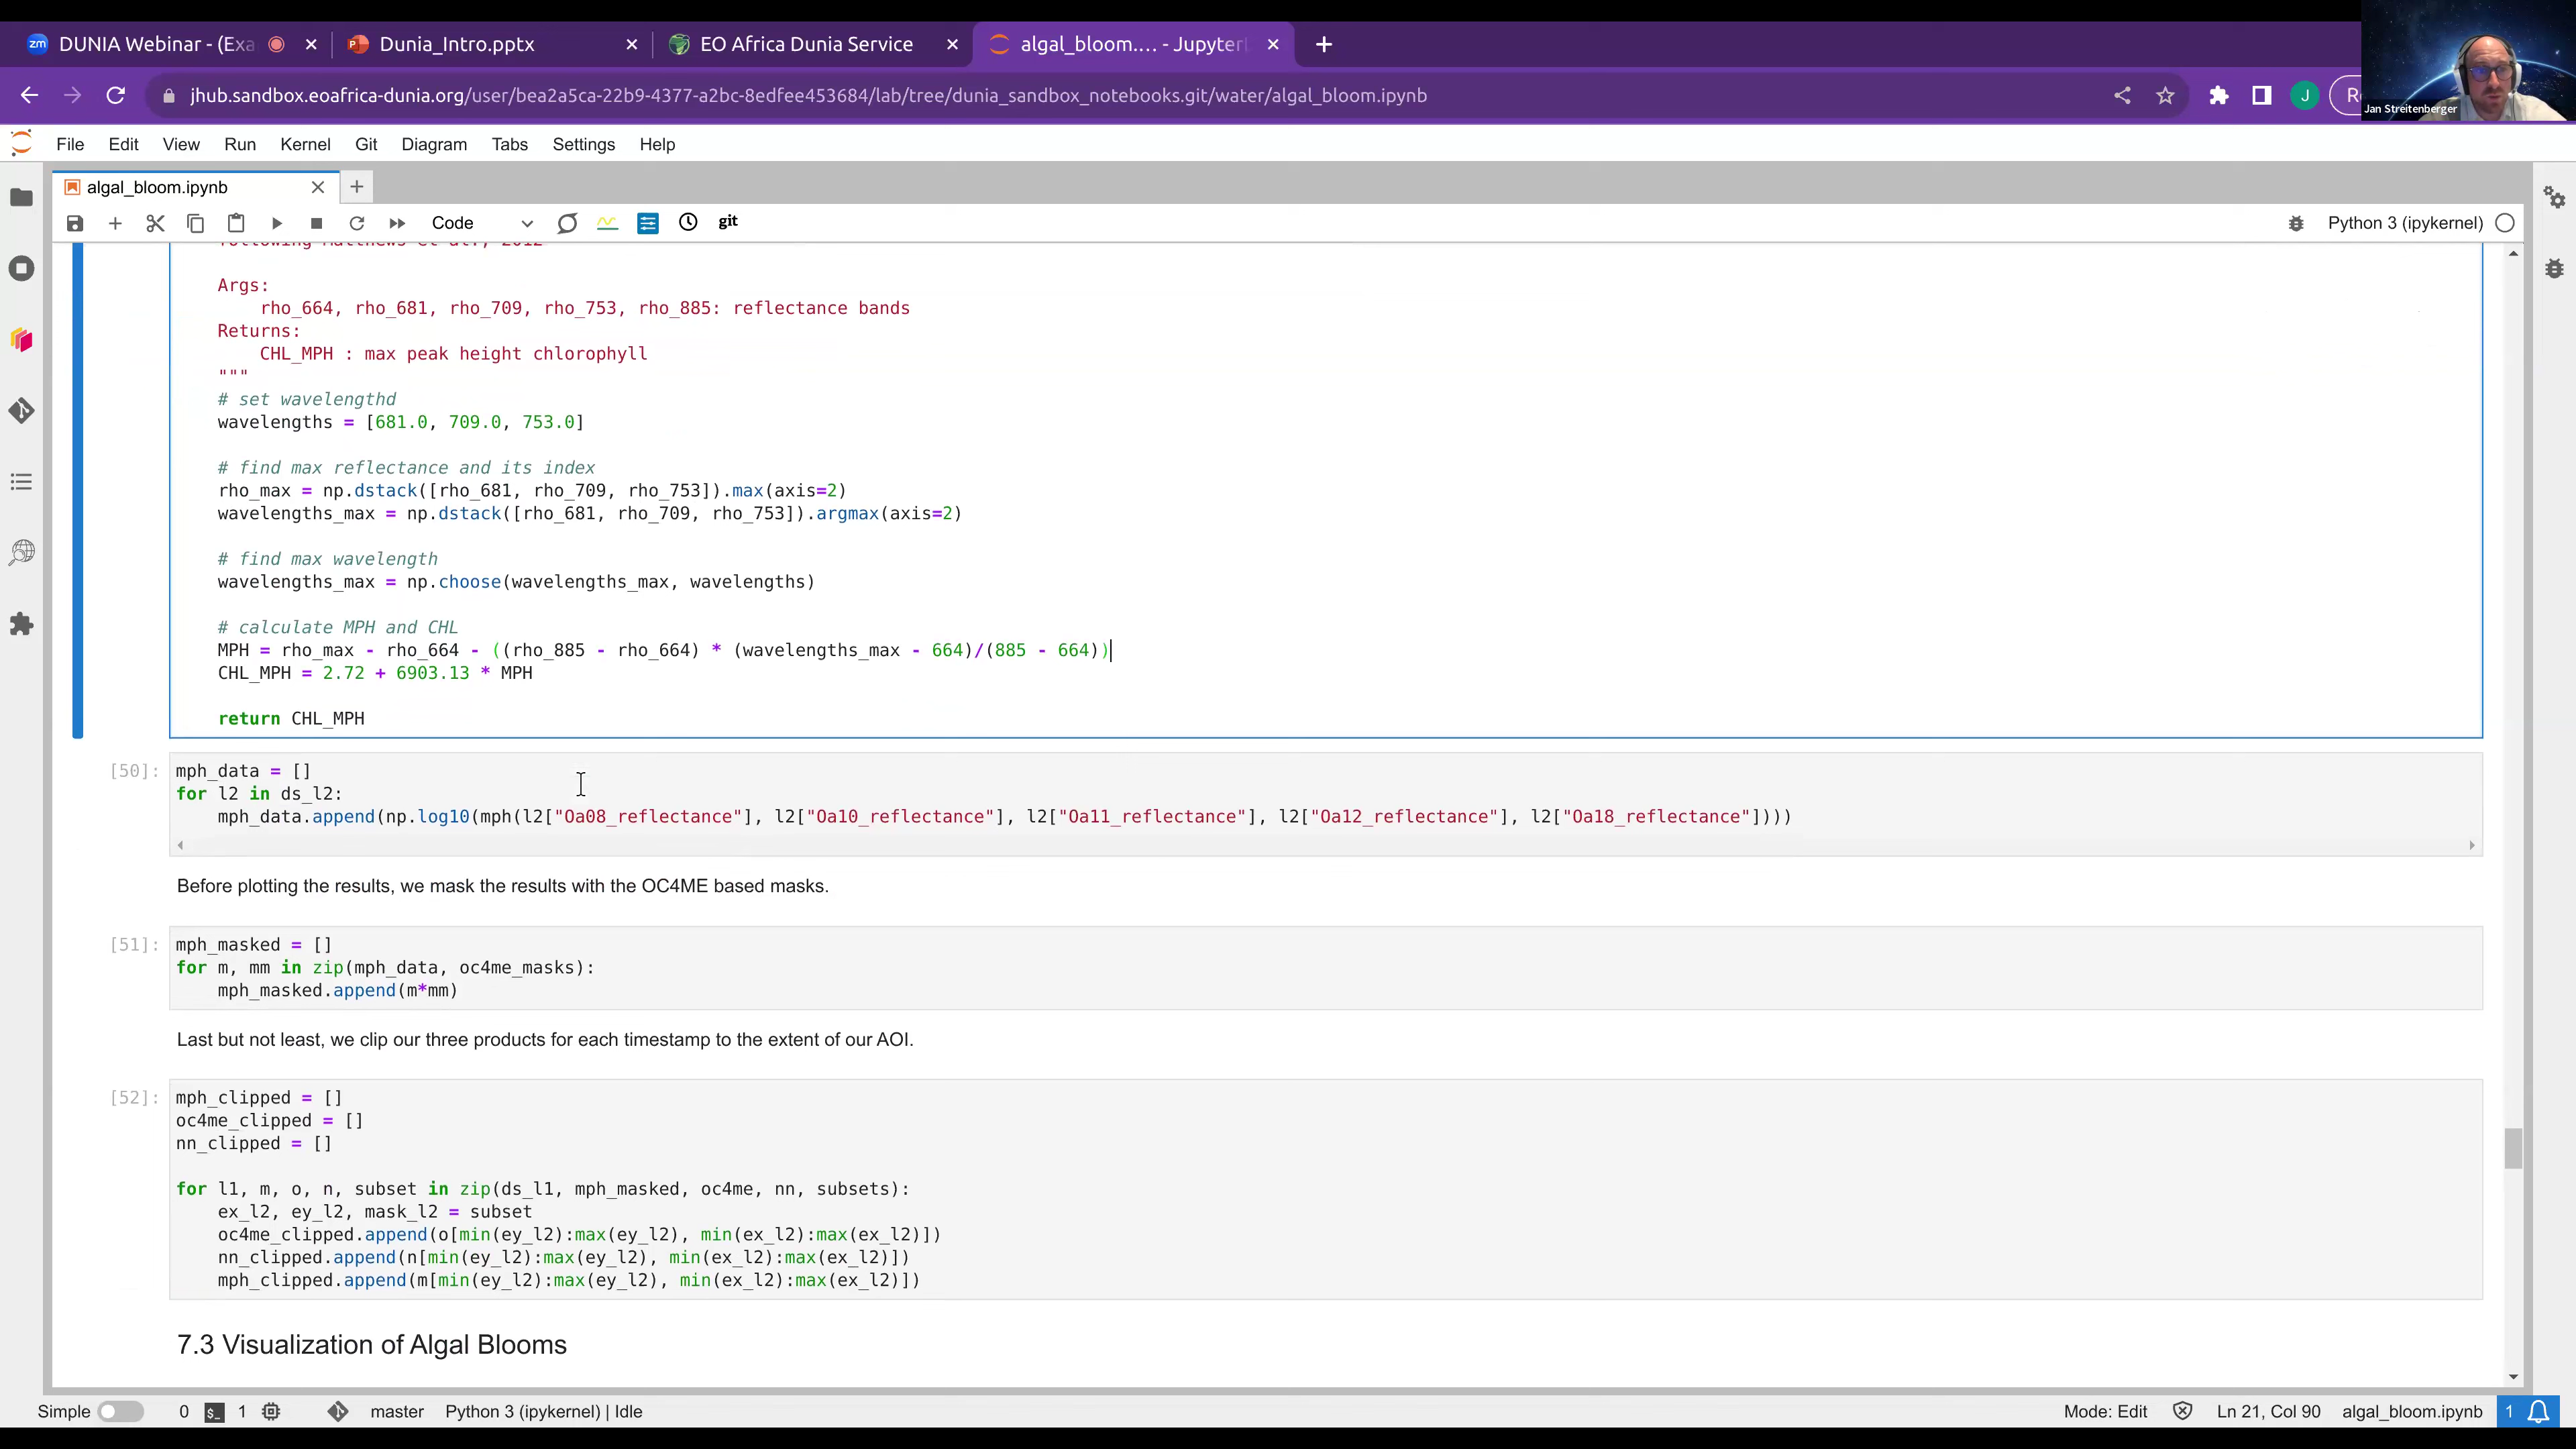 zm DUNIA Webinar - (Exa
Dunia_Intro.pptx
EO Africa Dunia Service
algal_bloom.... - Jupyter
jhub.sandbox.eoafrica-dunia.org/user/bea2a5ca-22b9-4377-a2bc-8edfee453684/lab/tree/dunia_sandbox_notebooks.git/water/algal_bloom.ipynb
J
Jan Streitenberger
File Edit View Run Kernel Git Diagram Tabs Settings Help
algal_bloom.ipynb
Code
git
Python 3 (ipykernel)
following Matthews et al., 2012
Args:
rho_664, rho_681, rho_709, rho_753, rho_885: reflectance bands
Returns:
CHL_MPH : max peak height chlorophyll
"""
# set wavelengthd
wavelengths = [681.0, 709.0, 753.0]
# find max reflectance and its index
rho_max = np.dstack([rho_681, rho_709, rho_753]).max(axis=2)
wavelengths_max = np.dstack([rho_681, rho_709, rho_753]).argmax(axis=2)
# find max wavelength
wavelengths_max = np.choose(wavelengths_max, wavelengths)
# calculate MPH and CHL
MPH = rho_max - rho_664 - ((rho_885 - rho_664) * (wavelengths_max - 664)/(885 - 664))
CHL_MPH = 2.72 + 6903.13 * MPH
return CHL_MPH
[50]: mph_data = []
for l2 in ds_l2:
mph_data.append(np.log10(mph(l2["Oa08_reflectance"], l2["Oa10_reflectance"], l2["Oa11_reflectance"], l2["Oa12_reflectance"], l2["Oa18_reflectance"])))
Before plotting the results, we mask the results with the OC4ME based masks.
[51]: mph_masked = []
for m, mm in zip(mph_data, oc4me_masks):
mph_masked.append(m*mm)
Last but not least, we clip our three products for each timestamp to the extent of our AOI.
[52]: mph_clipped = []
oc4me_clipped = []
nn_clipped = []
for l1, m, o, n, subset in zip(ds_l1, mph_masked, oc4me, nn, subsets):
ex_l2, ey_l2, mask_l2 = subset
oc4me_clipped.append(o[min(ey_l2):max(ey_l2), min(ex_l2):max(ex_l2)])
nn_clipped.append(n[min(ey_l2):max(ey_l2), min(ex_l2):max(ex_l2)])
mph_clipped.append(m[min(ey_l2):max(ey_l2), min(ex_l2):max(ex_l2)])
7.3 Visualization of Algal Blooms
Simple 0 $_ 1 master Python 3 (ipykernel) | Idle Mode: Edit Ln 21, Col 90 algal_bloom.ipynb 1